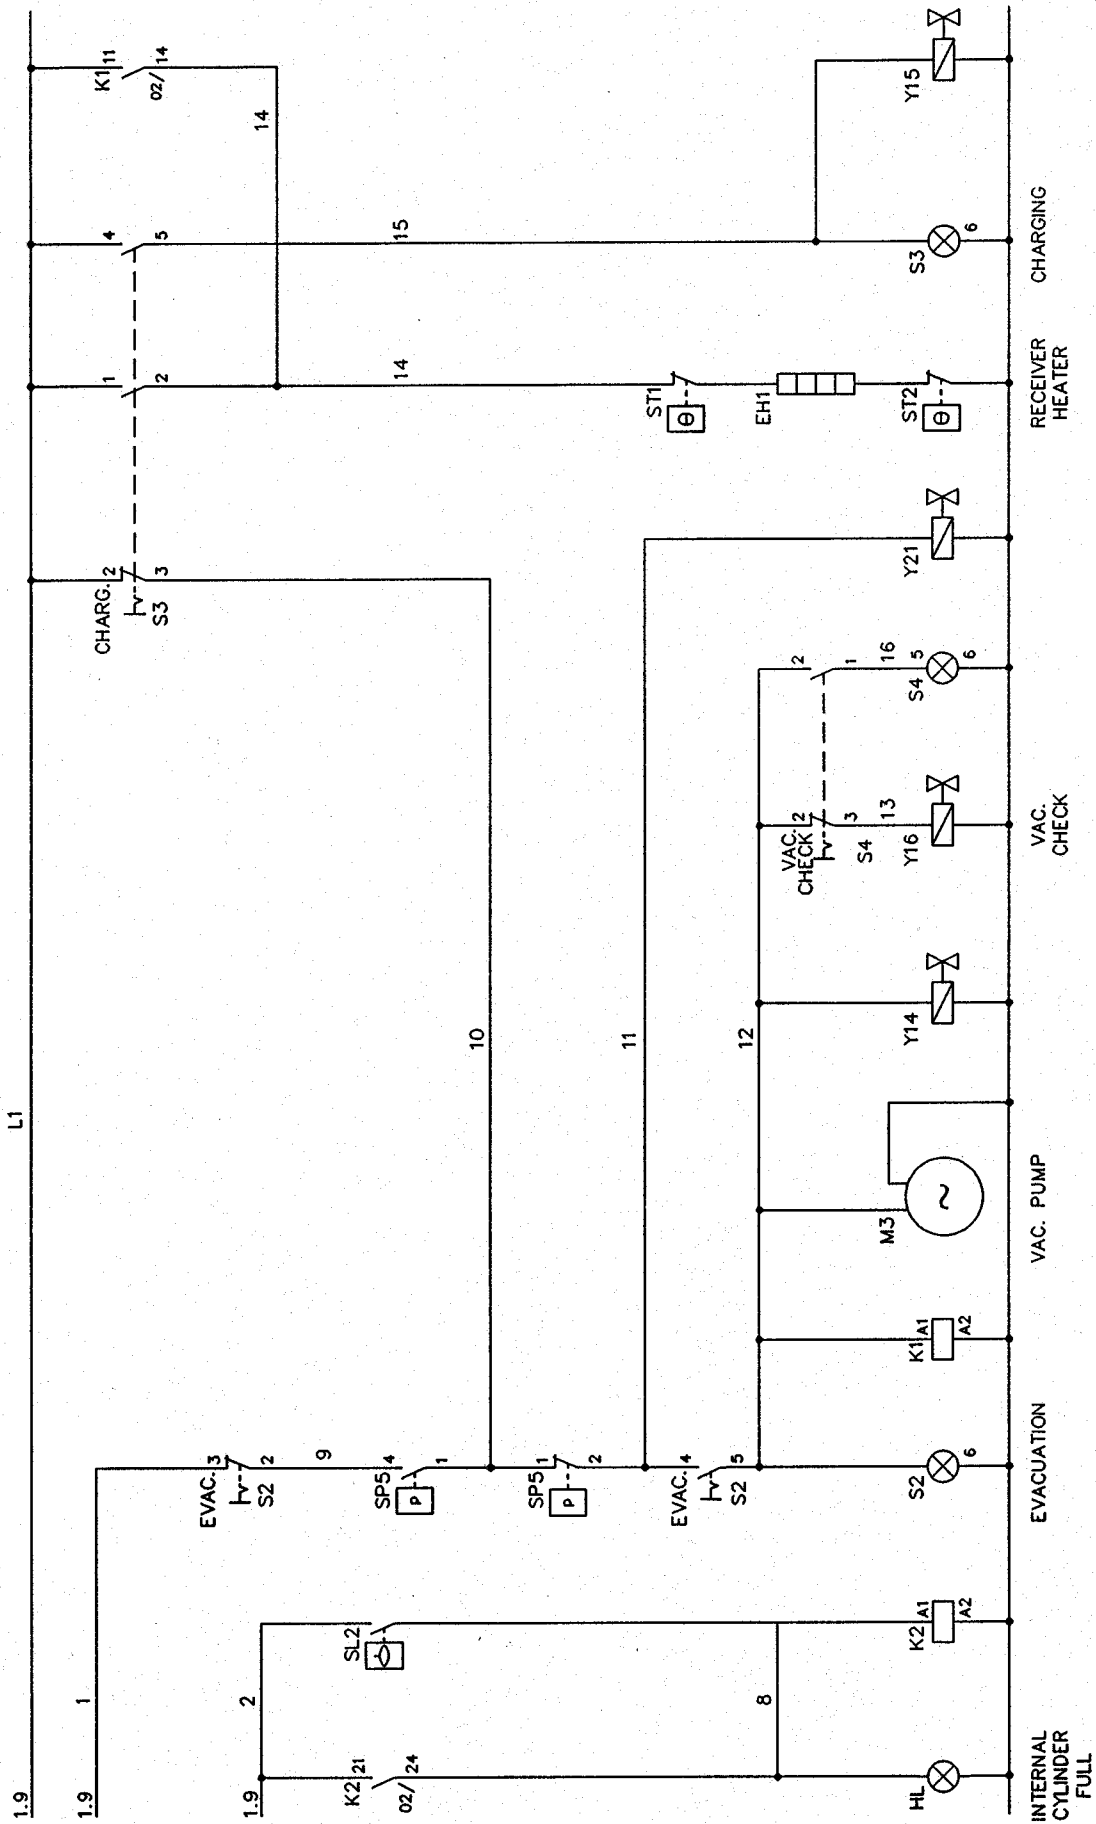 L1
1.9
1.9
1.9
1
2
K2
21
02/
24
SL2
8
HL
K2
A1
A2
EVAC.
3
2
S2
9
SP5
4
1
P
SP5
1
2
P
EVAC.
4
5
S2
S2
6
K1
A1
A2
10
11
12
M3
~
Y14
VAC.
CHECK
2
3
S4
13
Y16
2
1
16
S4
5
6
Y21
CHARG.
2
3
S3
1
2
14
ST1
Θ
EH1
ST2
Θ
4
5
15
S3
6
K1
11
02/
14
14
Y15
INTERNAL
CYLINDER
FULL
EVACUATION
VAC. PUMP
VAC.
CHECK
RECEIVER
HEATER
CHARGING